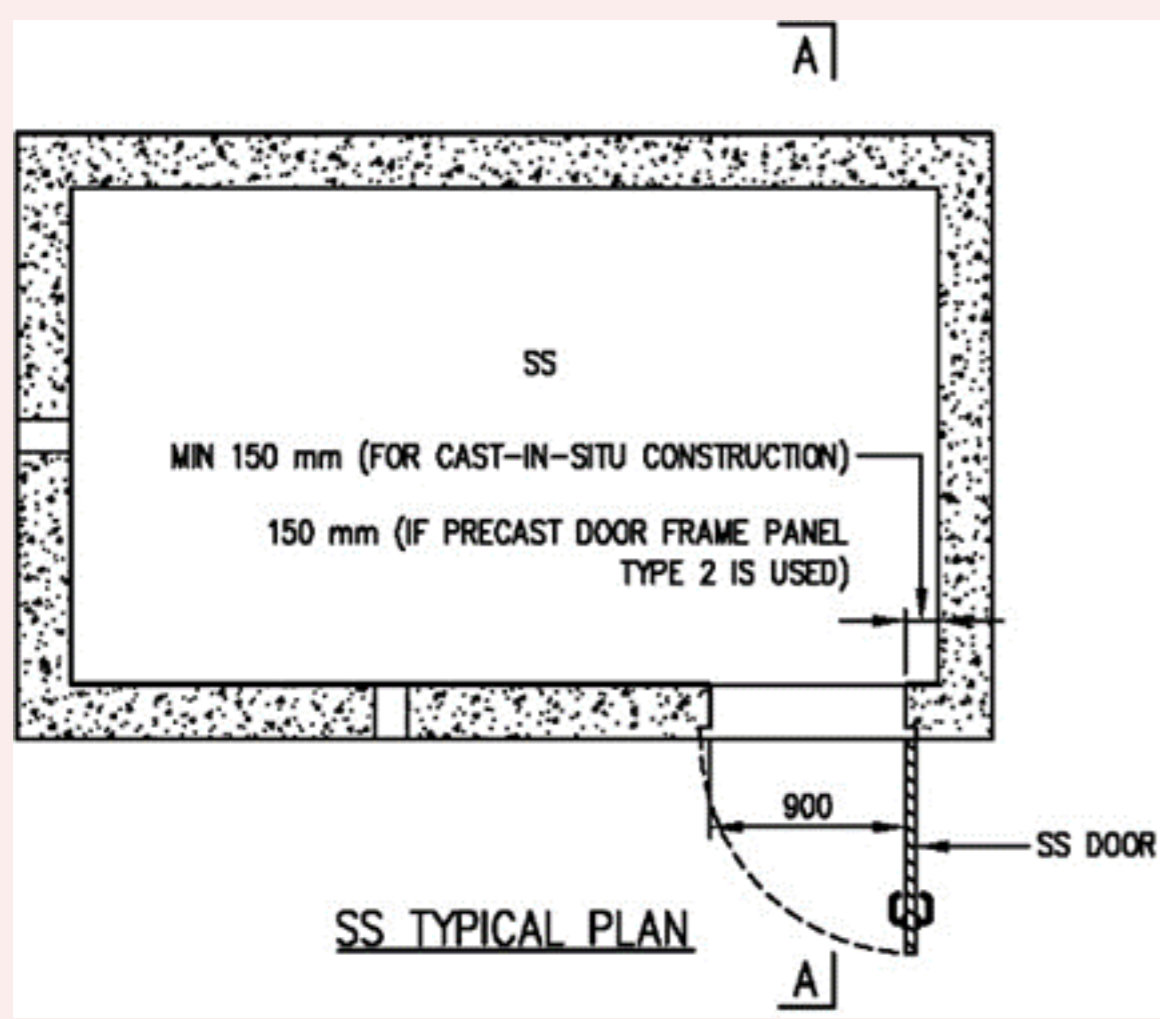 A
SS
MIN 150 mm (FOR CAST-IN-SITU CONSTRUCTION)
150 mm (IF PRECAST DOOR FRAME PANEL
TYPE 2 IS USED)
900
SS DOOR
SS TYPICAL PLAN
A